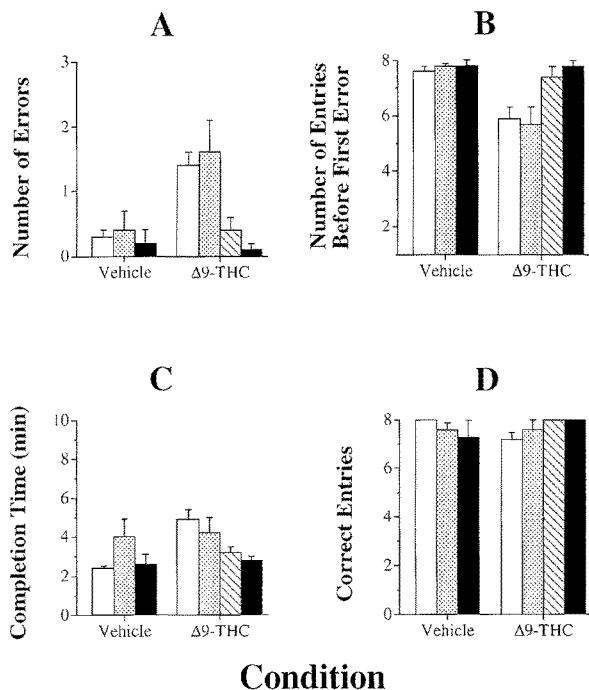 A
Number of Errors
3
2
1
0
Vehicle
Δ9-THC
B
Number of Entries
Before First Error
8
6
4
2
Vehicle
Δ9-THC
C
Completion Time (min)
10
8
6
4
2
0
Vehicle
Δ9-THC
D
Correct Entries
8
6
4
2
0
Vehicle
Δ9-THC
Condition